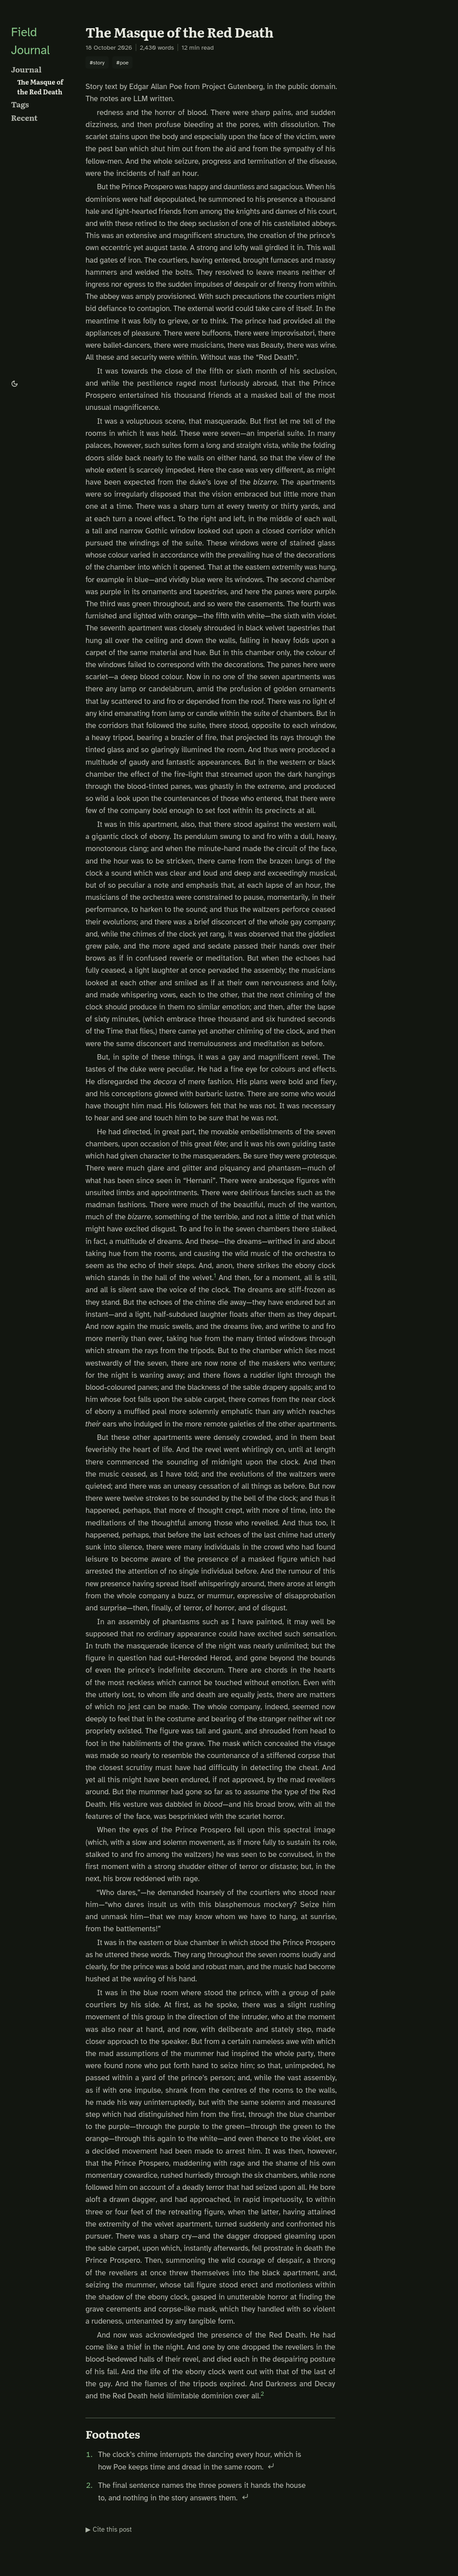 Field
Journal
Journal
The Masque of
the Red Death
Tags
Recent
The Masque of the Red Death
18 October 2026 2,430 words 12 min read
#story #poe
Story text by Edgar Allan Poe from Project Gutenberg, in the public domain.
The notes are LLM written.
redness and the horror of blood. There were sharp pains, and sudden
dizziness, and then profuse bleeding at the pores, with dissolution. The
scarlet stains upon the body and especially upon the face of the victim, were
the pest ban which shut him out from the aid and from the sympathy of his
fellow-men. And the whole seizure, progress and termination of the disease,
were the incidents of half an hour.
But the Prince Prospero was happy and dauntless and sagacious. When his
dominions were half depopulated, he summoned to his presence a thousand
hale and light-hearted friends from among the knights and dames of his court,
and with these retired to the deep seclusion of one of his castellated abbeys.
This was an extensive and magnificent structure, the creation of the prince's
own eccentric yet august taste. A strong and lofty wall girdled it in. This wall
had gates of iron. The courtiers, having entered, brought furnaces and massy
hammers and welded the bolts. They resolved to leave means neither of
ingress nor egress to the sudden impulses of despair or of frenzy from within.
The abbey was amply provisioned. With such precautions the courtiers might
bid defiance to contagion. The external world could take care of itself. In the
meantime it was folly to grieve, or to think. The prince had provided all the
appliances of pleasure. There were buffoons, there were improvisatori, there
were ballet-dancers, there were musicians, there was Beauty, there was wine.
All these and security were within. Without was the “Red Death”.
It was towards the close of the fifth or sixth month of his seclusion,
and while the pestilence raged most furiously abroad, that the Prince
Prospero entertained his thousand friends at a masked ball of the most
unusual magnificence.
It was a voluptuous scene, that masquerade. But first let me tell of the
rooms in which it was held. These were seven—an imperial suite. In many
palaces, however, such suites form a long and straight vista, while the folding
doors slide back nearly to the walls on either hand, so that the view of the
whole extent is scarcely impeded. Here the case was very different, as might
have been expected from the duke's love of the bizarre. The apartments
were so irregularly disposed that the vision embraced but little more than
one at a time. There was a sharp turn at every twenty or thirty yards, and
at each turn a novel effect. To the right and left, in the middle of each wall,
a tall and narrow Gothic window looked out upon a closed corridor which
pursued the windings of the suite. These windows were of stained glass
whose colour varied in accordance with the prevailing hue of the decorations
of the chamber into which it opened. That at the eastern extremity was hung,
for example in blue—and vividly blue were its windows. The second chamber
was purple in its ornaments and tapestries, and here the panes were purple.
The third was green throughout, and so were the casements. The fourth was
furnished and lighted with orange—the fifth with white—the sixth with violet.
The seventh apartment was closely shrouded in black velvet tapestries that
hung all over the ceiling and down the walls, falling in heavy folds upon a
carpet of the same material and hue. But in this chamber only, the colour of
the windows failed to correspond with the decorations. The panes here were
scarlet—a deep blood colour. Now in no one of the seven apartments was
there any lamp or candelabrum, amid the profusion of golden ornaments
that lay scattered to and fro or depended from the roof. There was no light of
any kind emanating from lamp or candle within the suite of chambers. But in
the corridors that followed the suite, there stood, opposite to each window,
a heavy tripod, bearing a brazier of fire, that projected its rays through the
tinted glass and so glaringly illumined the room. And thus were produced a
multitude of gaudy and fantastic appearances. But in the western or black
chamber the effect of the fire-light that streamed upon the dark hangings
through the blood-tinted panes, was ghastly in the extreme, and produced
so wild a look upon the countenances of those who entered, that there were
few of the company bold enough to set foot within its precincts at all.
It was in this apartment, also, that there stood against the western wall,
a gigantic clock of ebony. Its pendulum swung to and fro with a dull, heavy,
monotonous clang; and when the minute-hand made the circuit of the face,
and the hour was to be stricken, there came from the brazen lungs of the
clock a sound which was clear and loud and deep and exceedingly musical,
but of so peculiar a note and emphasis that, at each lapse of an hour, the
musicians of the orchestra were constrained to pause, momentarily, in their
performance, to harken to the sound; and thus the waltzers perforce ceased
their evolutions; and there was a brief disconcert of the whole gay company;
and, while the chimes of the clock yet rang, it was observed that the giddiest
grew pale, and the more aged and sedate passed their hands over their
brows as if in confused reverie or meditation. But when the echoes had
fully ceased, a light laughter at once pervaded the assembly; the musicians
looked at each other and smiled as if at their own nervousness and folly,
and made whispering vows, each to the other, that the next chiming of the
clock should produce in them no similar emotion; and then, after the lapse
of sixty minutes, (which embrace three thousand and six hundred seconds
of the Time that flies,) there came yet another chiming of the clock, and then
were the same disconcert and tremulousness and meditation as before.
But, in spite of these things, it was a gay and magnificent revel. The
tastes of the duke were peculiar. He had a fine eye for colours and effects.
He disregarded the decora of mere fashion. His plans were bold and fiery,
and his conceptions glowed with barbaric lustre. There are some who would
have thought him mad. His followers felt that he was not. It was necessary
to hear and see and touch him to be sure that he was not.
He had directed, in great part, the movable embellishments of the seven
chambers, upon occasion of this great fête; and it was his own guiding taste
which had given character to the masqueraders. Be sure they were grotesque.
There were much glare and glitter and piquancy and phantasm—much of
what has been since seen in “Hernani”. There were arabesque figures with
unsuited limbs and appointments. There were delirious fancies such as the
madman fashions. There were much of the beautiful, much of the wanton,
much of the bizarre, something of the terrible, and not a little of that which
might have excited disgust. To and fro in the seven chambers there stalked,
in fact, a multitude of dreams. And these—the dreams—writhed in and about
taking hue from the rooms, and causing the wild music of the orchestra to
seem as the echo of their steps. And, anon, there strikes the ebony clock
which stands in the hall of the velvet.1 And then, for a moment, all is still,
and all is silent save the voice of the clock. The dreams are stiff-frozen as
they stand. But the echoes of the chime die away—they have endured but an
instant—and a light, half-subdued laughter floats after them as they depart.
And now again the music swells, and the dreams live, and writhe to and fro
more merrily than ever, taking hue from the many tinted windows through
which stream the rays from the tripods. But to the chamber which lies most
westwardly of the seven, there are now none of the maskers who venture;
for the night is waning away; and there flows a ruddier light through the
blood-coloured panes; and the blackness of the sable drapery appals; and to
him whose foot falls upon the sable carpet, there comes from the near clock
of ebony a muffled peal more solemnly emphatic than any which reaches
their ears who indulged in the more remote gaieties of the other apartments.
But these other apartments were densely crowded, and in them beat
feverishly the heart of life. And the revel went whirlingly on, until at length
there commenced the sounding of midnight upon the clock. And then
the music ceased, as I have told; and the evolutions of the waltzers were
quieted; and there was an uneasy cessation of all things as before. But now
there were twelve strokes to be sounded by the bell of the clock; and thus it
happened, perhaps, that more of thought crept, with more of time, into the
meditations of the thoughtful among those who revelled. And thus too, it
happened, perhaps, that before the last echoes of the last chime had utterly
sunk into silence, there were many individuals in the crowd who had found
leisure to become aware of the presence of a masked figure which had
arrested the attention of no single individual before. And the rumour of this
new presence having spread itself whisperingly around, there arose at length
from the whole company a buzz, or murmur, expressive of disapprobation
and surprise—then, finally, of terror, of horror, and of disgust.
In an assembly of phantasms such as I have painted, it may well be
supposed that no ordinary appearance could have excited such sensation.
In truth the masquerade licence of the night was nearly unlimited; but the
figure in question had out-Heroded Herod, and gone beyond the bounds
of even the prince's indefinite decorum. There are chords in the hearts
of the most reckless which cannot be touched without emotion. Even with
the utterly lost, to whom life and death are equally jests, there are matters
of which no jest can be made. The whole company, indeed, seemed now
deeply to feel that in the costume and bearing of the stranger neither wit nor
propriety existed. The figure was tall and gaunt, and shrouded from head to
foot in the habiliments of the grave. The mask which concealed the visage
was made so nearly to resemble the countenance of a stiffened corpse that
the closest scrutiny must have had difficulty in detecting the cheat. And
yet all this might have been endured, if not approved, by the mad revellers
around. But the mummer had gone so far as to assume the type of the Red
Death. His vesture was dabbled in blood—and his broad brow, with all the
features of the face, was besprinkled with the scarlet horror.
When the eyes of the Prince Prospero fell upon this spectral image
(which, with a slow and solemn movement, as if more fully to sustain its role,
stalked to and fro among the waltzers) he was seen to be convulsed, in the
first moment with a strong shudder either of terror or distaste; but, in the
next, his brow reddened with rage.
“Who dares,”—he demanded hoarsely of the courtiers who stood near
him—“who dares insult us with this blasphemous mockery? Seize him
and unmask him—that we may know whom we have to hang, at sunrise,
from the battlements!”
It was in the eastern or blue chamber in which stood the Prince Prospero
as he uttered these words. They rang throughout the seven rooms loudly and
clearly, for the prince was a bold and robust man, and the music had become
hushed at the waving of his hand.
It was in the blue room where stood the prince, with a group of pale
courtiers by his side. At first, as he spoke, there was a slight rushing
movement of this group in the direction of the intruder, who at the moment
was also near at hand, and now, with deliberate and stately step, made
closer approach to the speaker. But from a certain nameless awe with which
the mad assumptions of the mummer had inspired the whole party, there
were found none who put forth hand to seize him; so that, unimpeded, he
passed within a yard of the prince's person; and, while the vast assembly,
as if with one impulse, shrank from the centres of the rooms to the walls,
he made his way uninterruptedly, but with the same solemn and measured
step which had distinguished him from the first, through the blue chamber
to the purple—through the purple to the green—through the green to the
orange—through this again to the white—and even thence to the violet, ere
a decided movement had been made to arrest him. It was then, however,
that the Prince Prospero, maddening with rage and the shame of his own
momentary cowardice, rushed hurriedly through the six chambers, while none
followed him on account of a deadly terror that had seized upon all. He bore
aloft a drawn dagger, and had approached, in rapid impetuosity, to within
three or four feet of the retreating figure, when the latter, having attained
the extremity of the velvet apartment, turned suddenly and confronted his
pursuer. There was a sharp cry—and the dagger dropped gleaming upon
the sable carpet, upon which, instantly afterwards, fell prostrate in death the
Prince Prospero. Then, summoning the wild courage of despair, a throng
of the revellers at once threw themselves into the black apartment, and,
seizing the mummer, whose tall figure stood erect and motionless within
the shadow of the ebony clock, gasped in unutterable horror at finding the
grave cerements and corpse-like mask, which they handled with so violent
a rudeness, untenanted by any tangible form.
And now was acknowledged the presence of the Red Death. He had
come like a thief in the night. And one by one dropped the revellers in the
blood-bedewed halls of their revel, and died each in the despairing posture
of his fall. And the life of the ebony clock went out with that of the last of
the gay. And the flames of the tripods expired. And Darkness and Decay
and the Red Death held illimitable dominion over all.2
Footnotes
1. The clock's chime interrupts the dancing every hour, which is
how Poe keeps time and dread in the same room. ↵
2. The final sentence names the three powers it hands the house
to, and nothing in the story answers them. ↵
▶ Cite this post